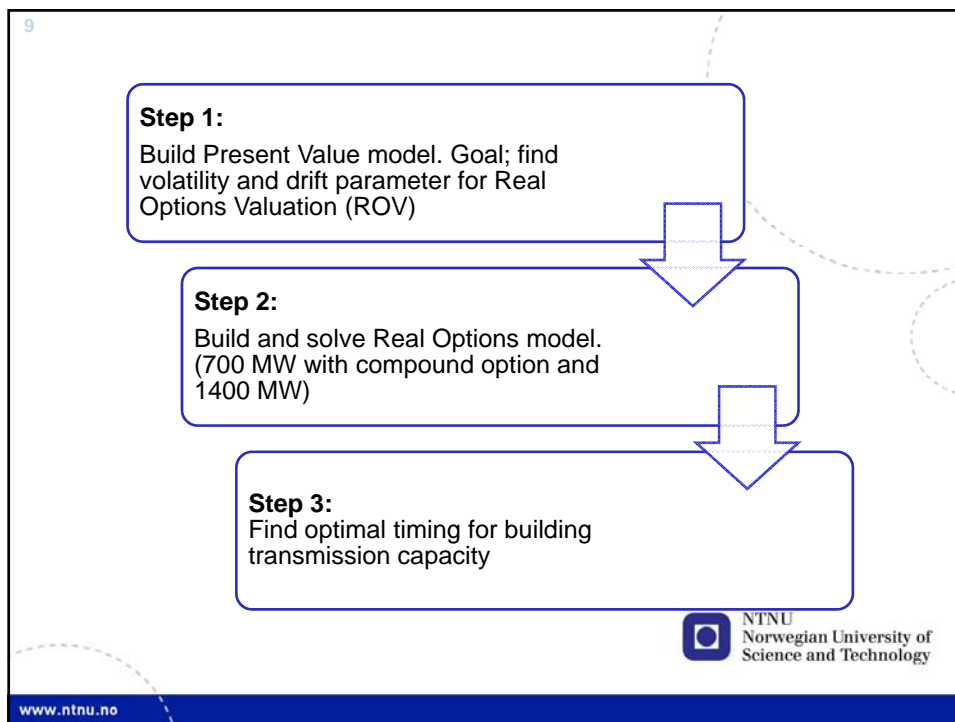 9
Step 1:
Build Present Value model. Goal; find
volatility and drift parameter for Real
Options Valuation (ROV)
Step 2:
Build and solve Real Options model.
(700 MW with compound option and
1400 MW)
Step 3:
Find optimal timing for building
transmission capacity
NTNU
Norwegian University of
Science and Technology
www.ntnu.no